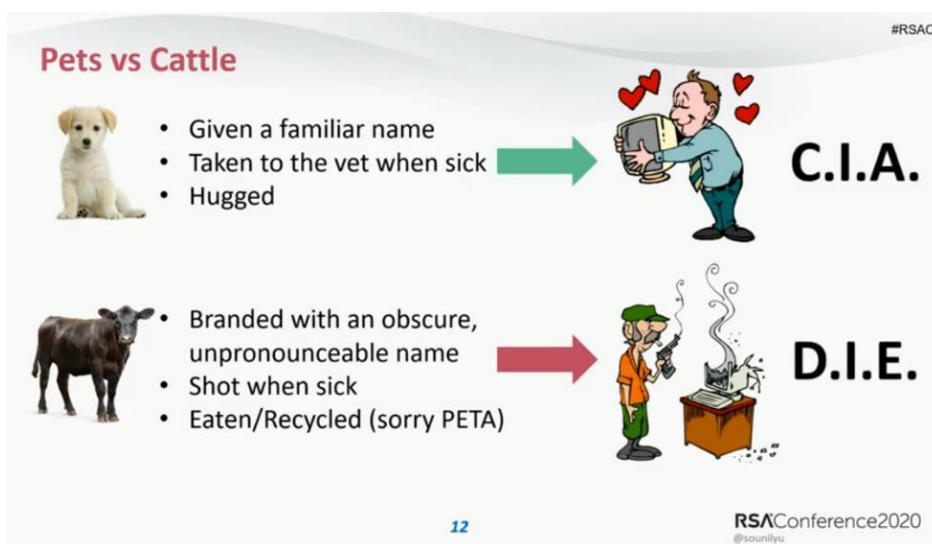 #RSAC
Pets vs Cattle
• Given a familiar name
• Taken to the vet when sick
• Hugged
C.I.A.
• Branded with an obscure,
unpronounceable name
• Shot when sick
• Eaten/Recycled (sorry PETA)
D.I.E.
12
RSAConference2020
@sounilyu